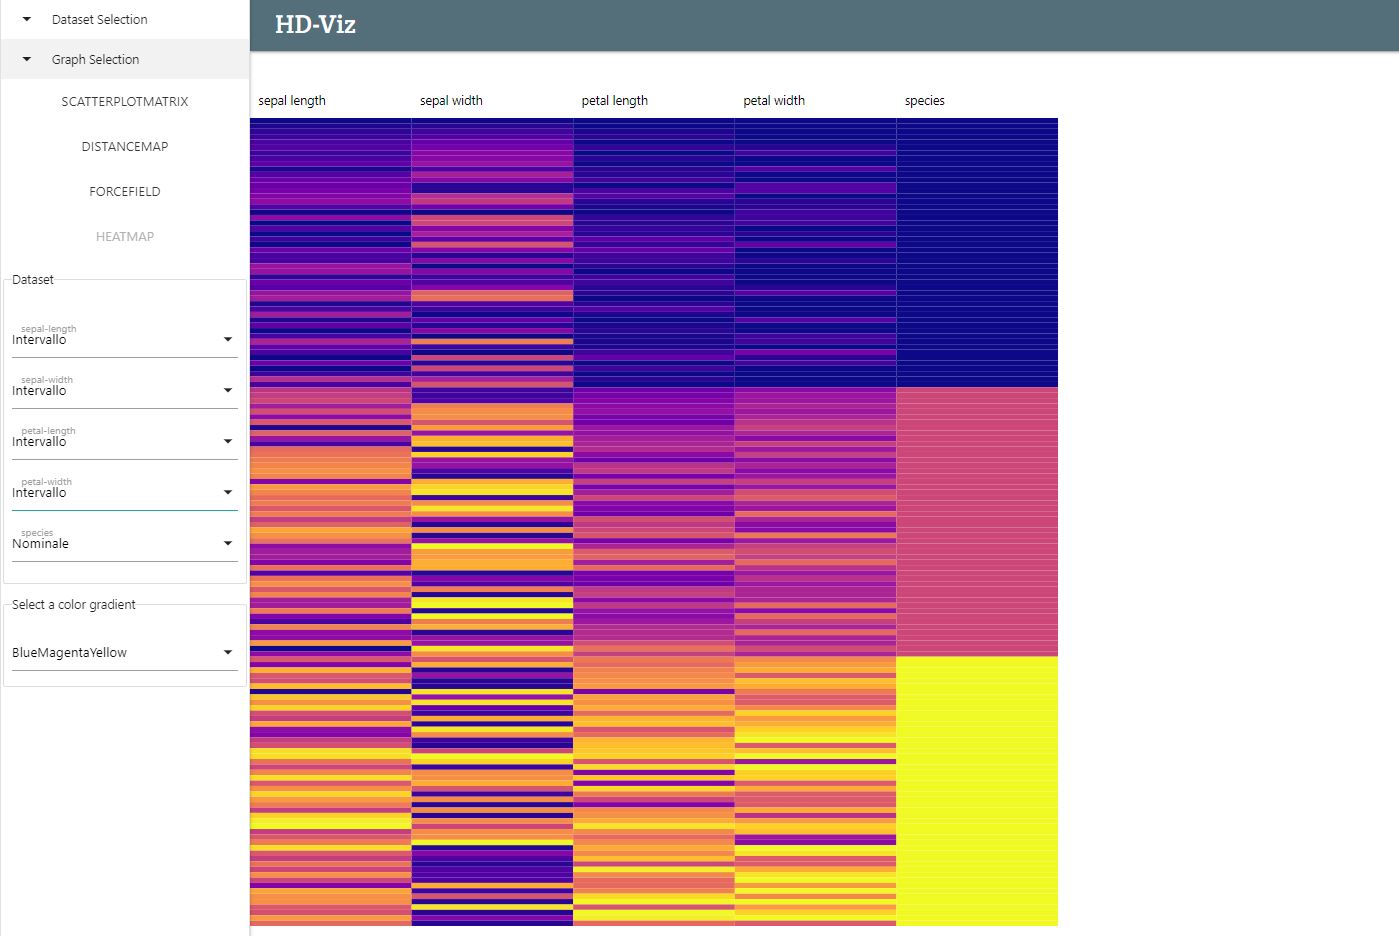 Dataset Selection
HD-Viz
Graph Selection
SCATTERPLOTMATRIX
DISTANCEMAP
FORCEFIELD
HEATMAP
Dataset
sepal-length
Intervallo
sepal-width
Intervallo
petal-length
Intervallo
petal-width
Intervallo
species
Nominale
Select a color gradient
BlueMagentaYellow
sepal length sepal width petal length petal width species